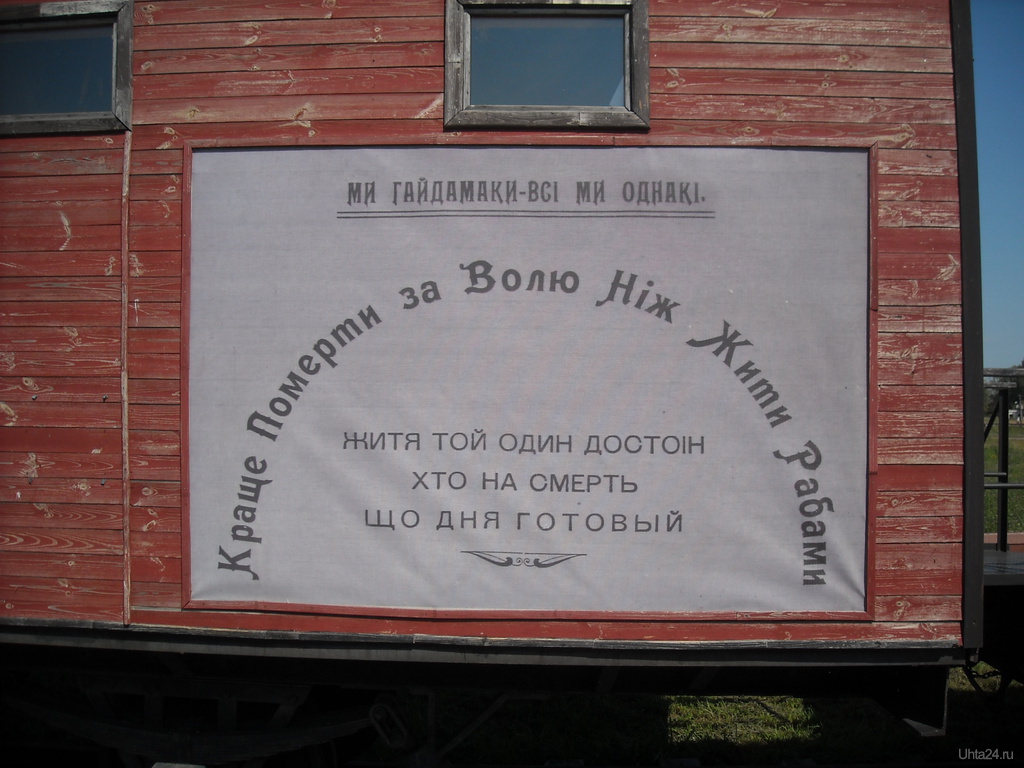 МИ ГАЙДАМАКИ-ВСІ МИ ОДНАКІ.
Краще Померти за Волю Ніж Жити Рабами
ЖИТЯ ТОЙ ОДИН ДОСТОІН
ХТО НА СМЕРТЬ
ЩО ДНЯ ГОТОВЫЙ
Uhta24.ru